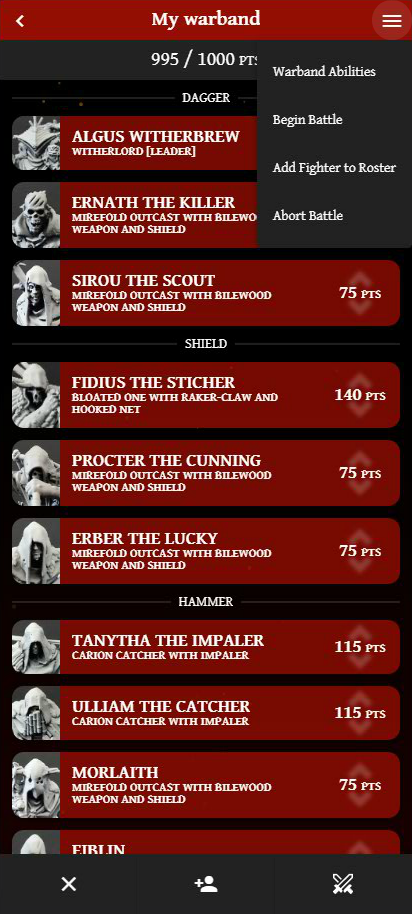 My warband
995 / 1000 PTS
Warband Abilities
Begin Battle
Add Fighter to Roster
Abort Battle
DAGGER
ALGUS WITHERBREW
WITHERLORD [LEADER]
ERNATH THE KILLER
MIREFOLD OUTCAST WITH BILEWO
WEAPON AND SHIELD
SIROU THE SCOUT
MIREFOLD OUTCAST WITH BILEWOOD
WEAPON AND SHIELD
75 PTS
SHIELD
FIDIUS THE STICHER
BLOATED ONE WITH RAKER-CLAW AND
HOOKED NET
140 PTS
PROCTER THE CUNNING
MIREFOLD OUTCAST WITH BILEWOOD
WEAPON AND SHIELD
75 PTS
ERBER THE LUCKY
MIREFOLD OUTCAST WITH BILEWOOD
WEAPON AND SHIELD
75 PTS
HAMMER
TANYTHA THE IMPALER
CARION CATCHER WITH IMPALER
115 PTS
ULLIAM THE CATCHER
CARION CATCHER WITH IMPALER
115 PTS
MORLAITH
MIREFOLD OUTCAST WITH BILEWOOD
WEAPON AND SHIELD
75 PTS